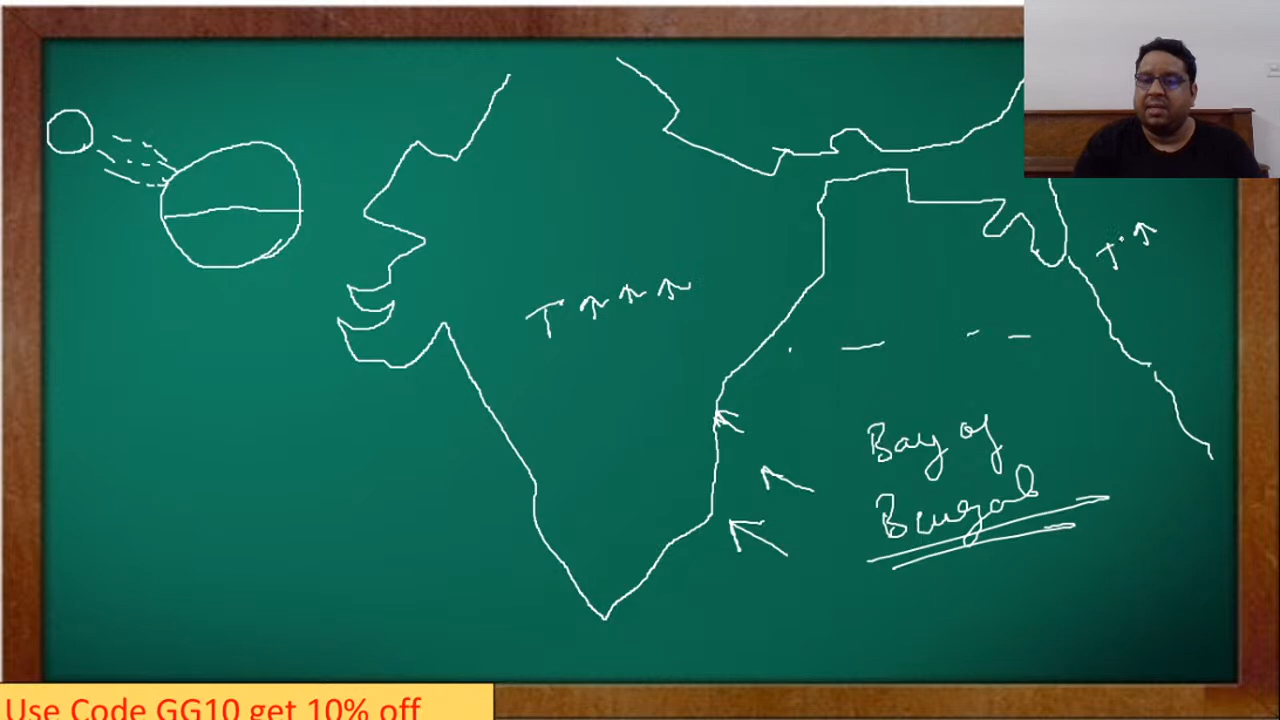 T ↑ ↑ ↑
T ↑
Bay of
Bengal
Use Code GG10 get 10% off